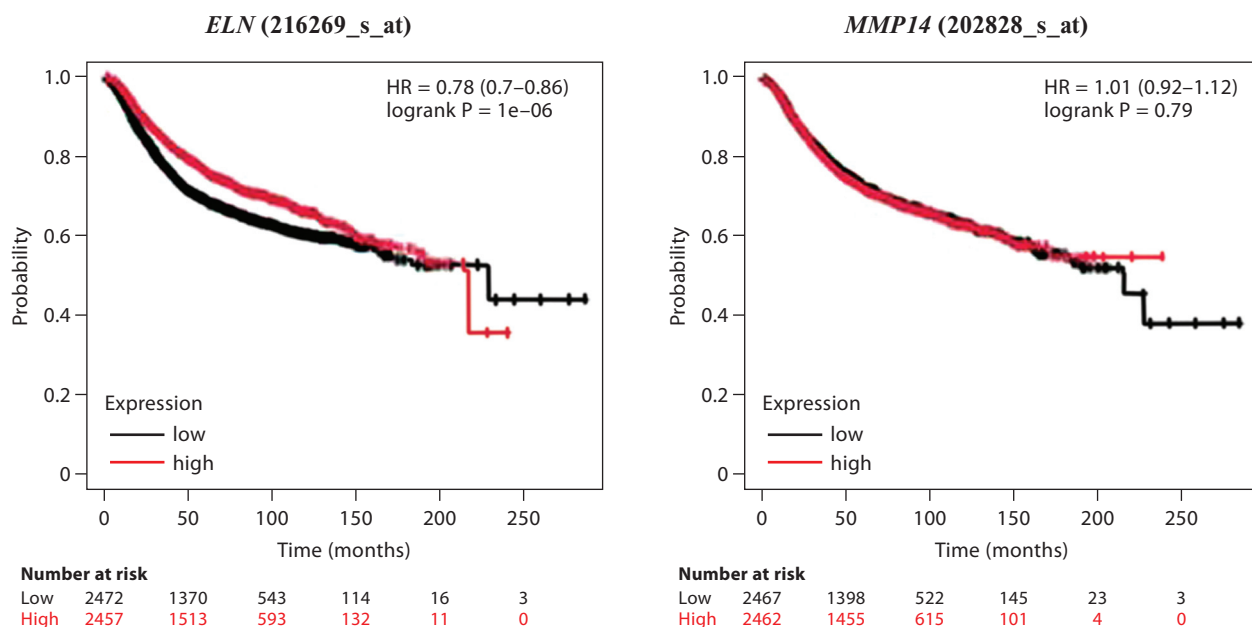 ELN (216269_s_at)
HR = 0.78 (0.7–0.86)
logrank P = 1e–06
Probability
1.0
0.8
0.6
0.4
0.2
0
Expression
low
high
0 50 100 150 200 250
Time (months)
Number at risk
Low 2472 1370 543 114 16 3
High 2457 1513 593 132 11 0
MMP14 (202828_s_at)
HR = 1.01 (0.92–1.12)
logrank P = 0.79
Probability
1.0
0.8
0.6
0.4
0.2
0
Expression
low
high
0 50 100 150 200 250
Time (months)
Number at risk
Low 2467 1398 522 145 23 3
High 2462 1455 615 101 4 0